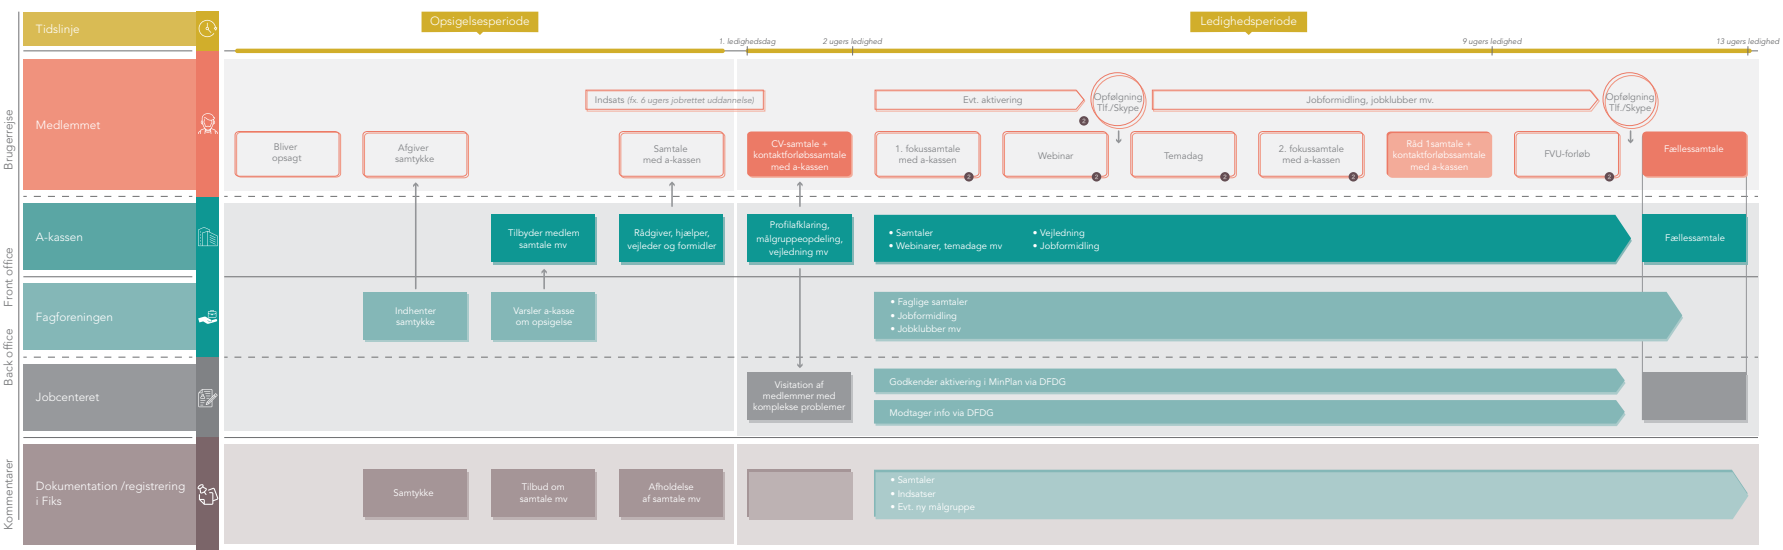 Opsigelsesperiode
Ledighedsperiode
Tidslinje
1. ledighedsdag
2 ugers ledighed
9 ugers ledighed
13 ugers ledighed
Brugerrejse
Medlemmet
Indsats (fx. 6 ugers jobrettet uddannelse)
Evt. aktivering
2
Opfølgning
Tlf./Skype
Jobformidling, jobklubber mv.
Opfølgning
Tlf./Skype
Bliver
opsagt
Afgiver
samtykke
Samtale
med a-kassen
CV-samtale +
kontaktforløbssamtale
med a-kassen
1. fokussamtale
med a-kassen
2
Webinar
2
Temadag
2
2. fokussamtale
med a-kassen
2
Råd 1samtale +
kontaktforløbssamtale
med a-kassen
FVU-forløb
2
Fællessamtale
Front office
A-kassen
Tilbyder medlem
samtale mv
Rådgiver, hjælper,
vejleder og formidler
Profilafklaring,
målgruppeopdeling,
vejledning mv
• Samtaler
• Webinarer, temadage mv
• Vejledning
• Jobformidling
Fællessamtale
Fagforeningen
Indhenter
samtykke
Varsler a-kasse
om opsigelse
• Faglige samtaler
• Jobformidling
• Jobklubber mv
Back office
Jobcenteret
Visitation af
medlemmer med
komplekse problemer
Godkender aktivering i MinPlan via DFDG
Modtager info via DFDG
Kommentarer
Dokumentation /registrering
i Fiks
Samtykke
Tilbud om
samtale mv
Afholdelse
af samtale mv
• Samtaler
• Indsatser
• Evt. ny målgruppe